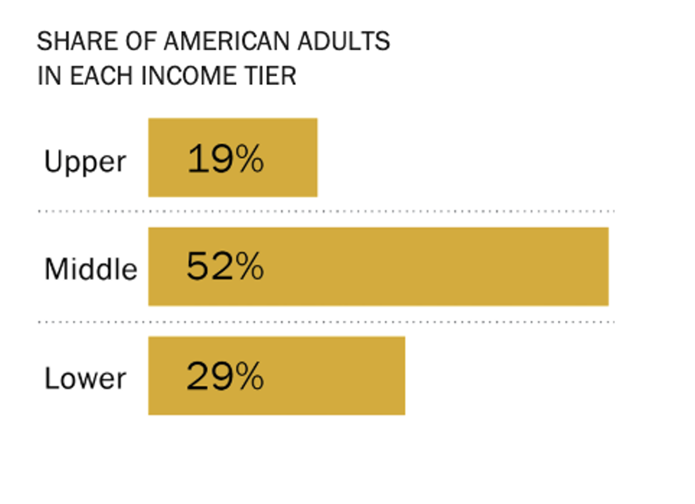 SHARE OF AMERICAN ADULTS
IN EACH INCOME TIER
Upper 19%
Middle 52%
Lower 29%